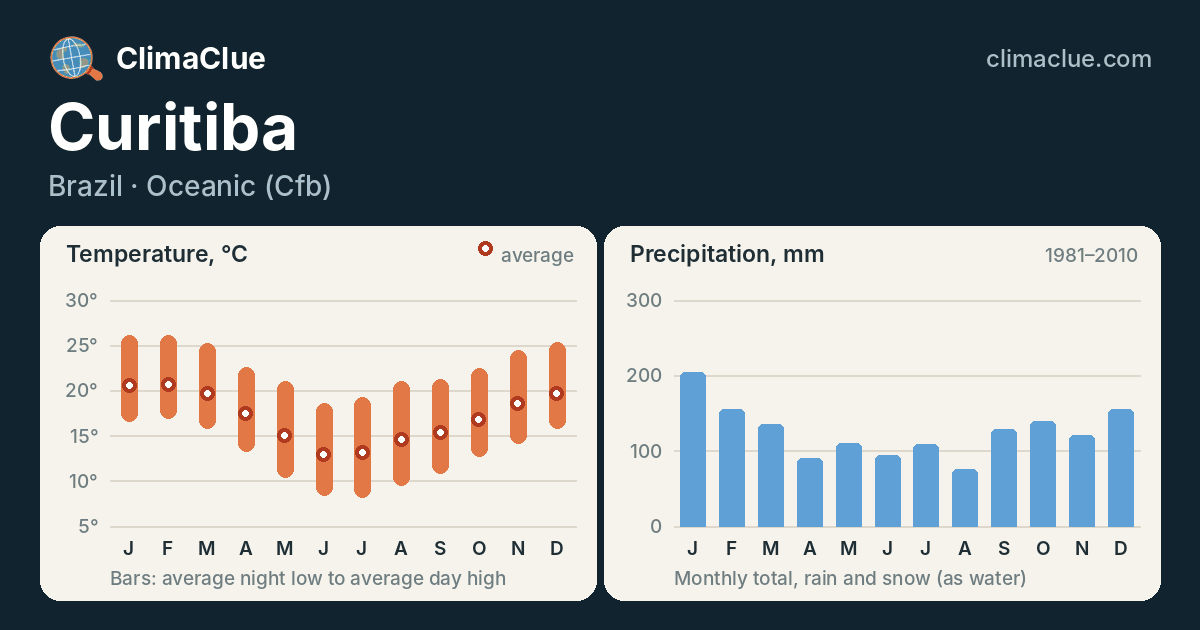 ClimaClue
climaclue.com
Curitiba
Brazil · Oceanic (Cfb)
Temperature, °C
average
30°
25°
20°
15°
10°
5°
J F M A M J J A S O N D
Bars: average night low to average day high
Precipitation, mm
1981–2010
300
200
100
0
J F M A M J J A S O N D
Monthly total, rain and snow (as water)